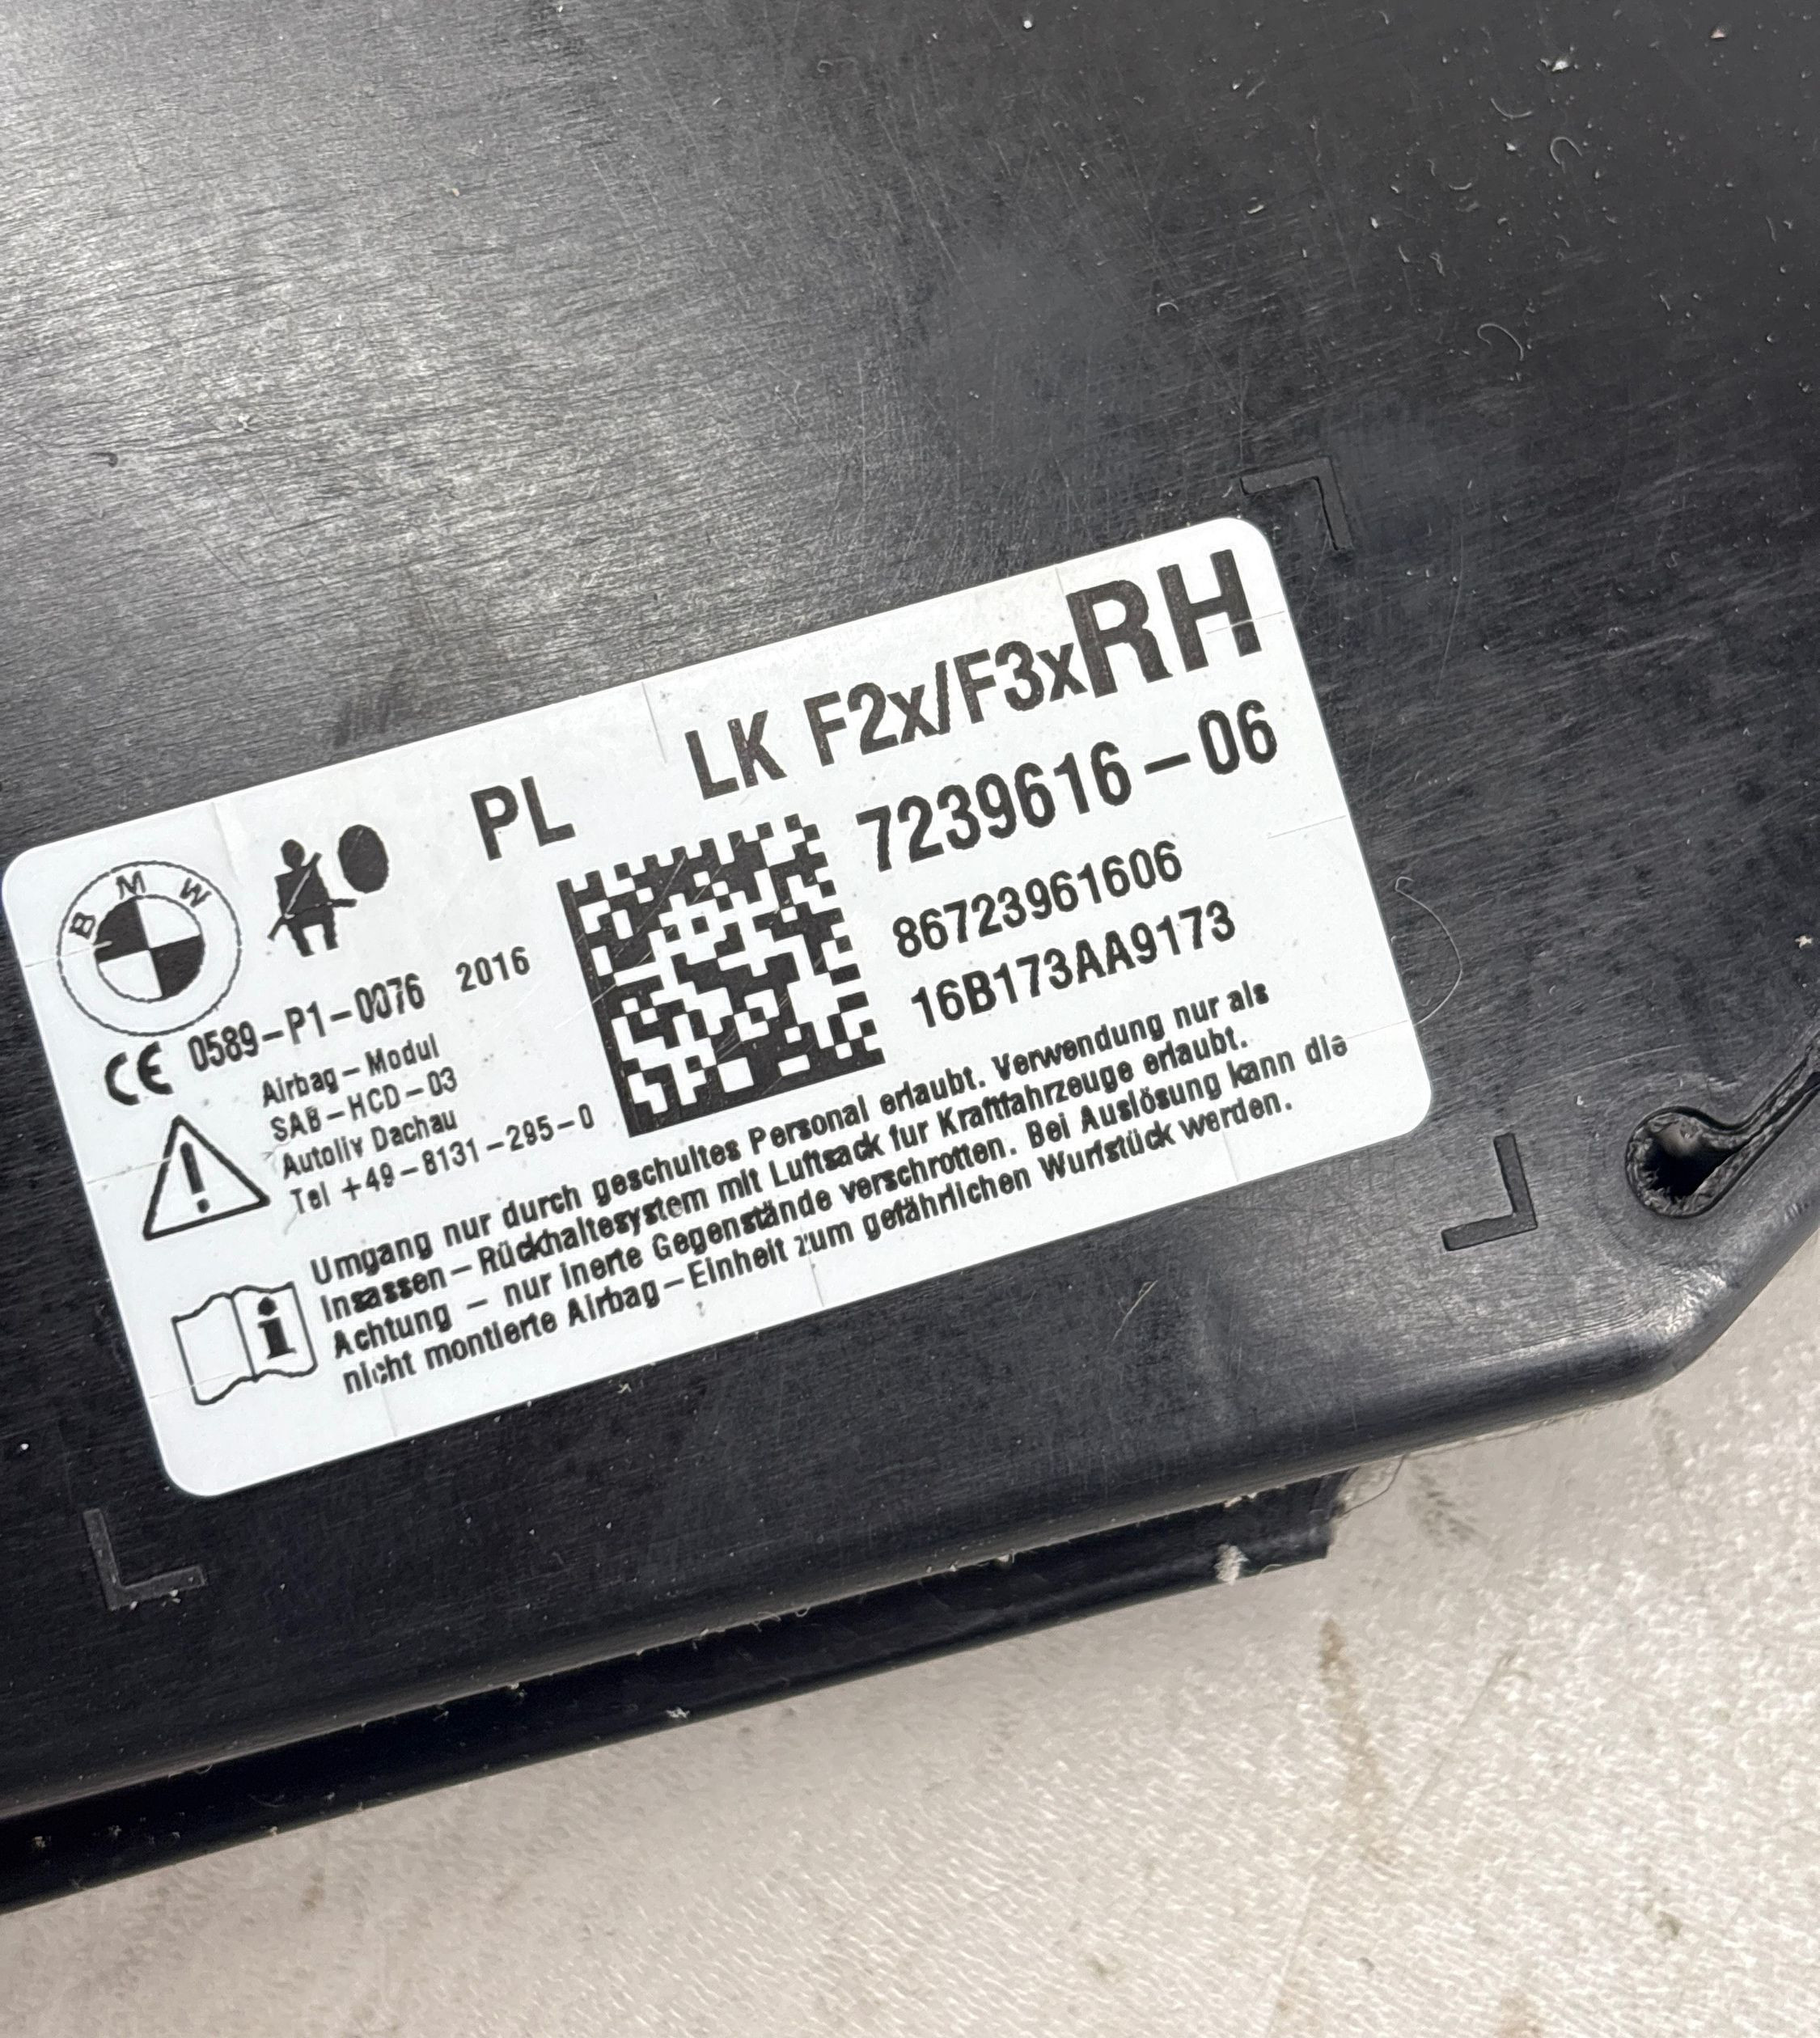 PL LK F2x/F3x RH
7239616-06
86723961606
16B173AA9173
BMW
CE 0589-P1-0076 2016
Airbag-Modul
SAB-HCD-03
Autoliv Dachau
Tel +49-8131-295-0
Umgang nur durch geschultes Personal erlaubt. Verwendung nur als
Insassen-Rückhaltesystem mit Luftsack fur Kraftfahrzeuge erlaubt.
Achtung - nur inerte Gegenstände verschrotten. Bei Auslösung kann die
nicht montierte Airbag-Einheit zum gefährlichen Wurfstück werden.